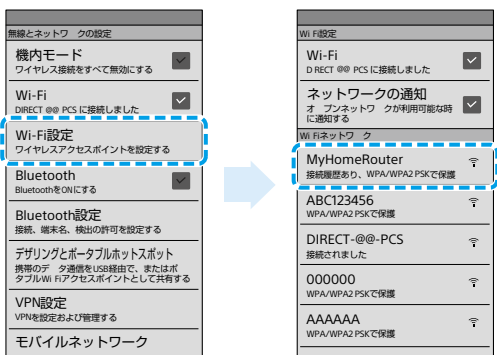 無線とネットワ クの設定
機内モード
ワイヤレス接続をすべて無効にする
Wi-Fi
DIRECT @@ PCS に接続しました
Wi-Fi設定
ワイヤレスアクセスポイントを設定する
Bluetooth
BluetoothをONにする
Bluetooth設定
接続、端末名、検出の許可を設定する
デザリングとポータブルホットスポット
携帯のデ タ通信をUSB経由で、またはポ
タブルWi Fiアクセスポイントとして共有する
VPN設定
VPNを設定および管理する
モバイルネットワーク
Wi Fi設定
Wi-Fi
D RECT @@ PCS に接続しました
ネットワークの通知
オ プンネットワ クが利用可能な時
に通知する
Wi Fiネットワ ク
MyHomeRouter
接続履歴あり、WPA/WPA2 PSKで保護
ABC123456
WPA/WPA2 PSKで保護
DIRECT-@@-PCS
接続されました
000000
WPA/WPA2 PSKで保護
AAAAAA
WPA/WPA2 PSKで保護